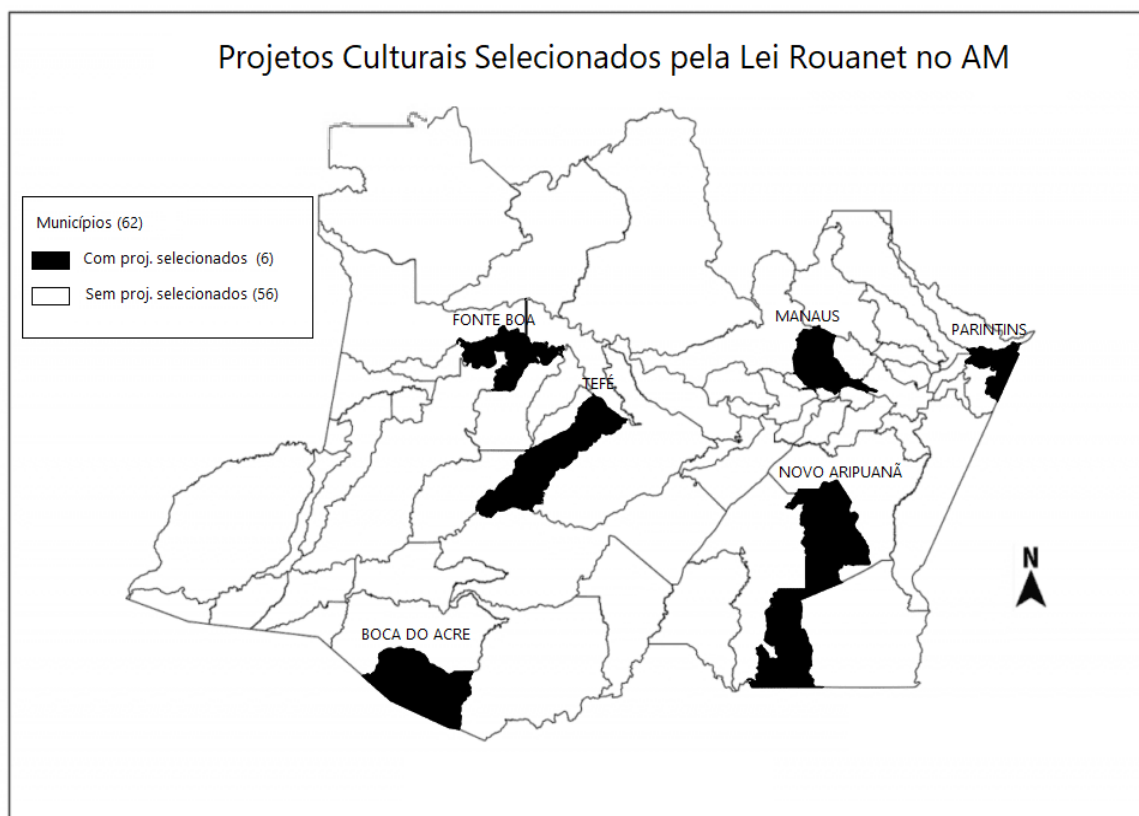 Projetos Culturais Selecionados pela Lei Rouanet no AM
Municípios (62)
Com proj. selecionados (6)
Sem proj. selecionados (56)
FONTE BOA
MANAUS
PARINTINS
TEFÉ
NOVO ARIPUANÃ
N
BOCA DO ACRE